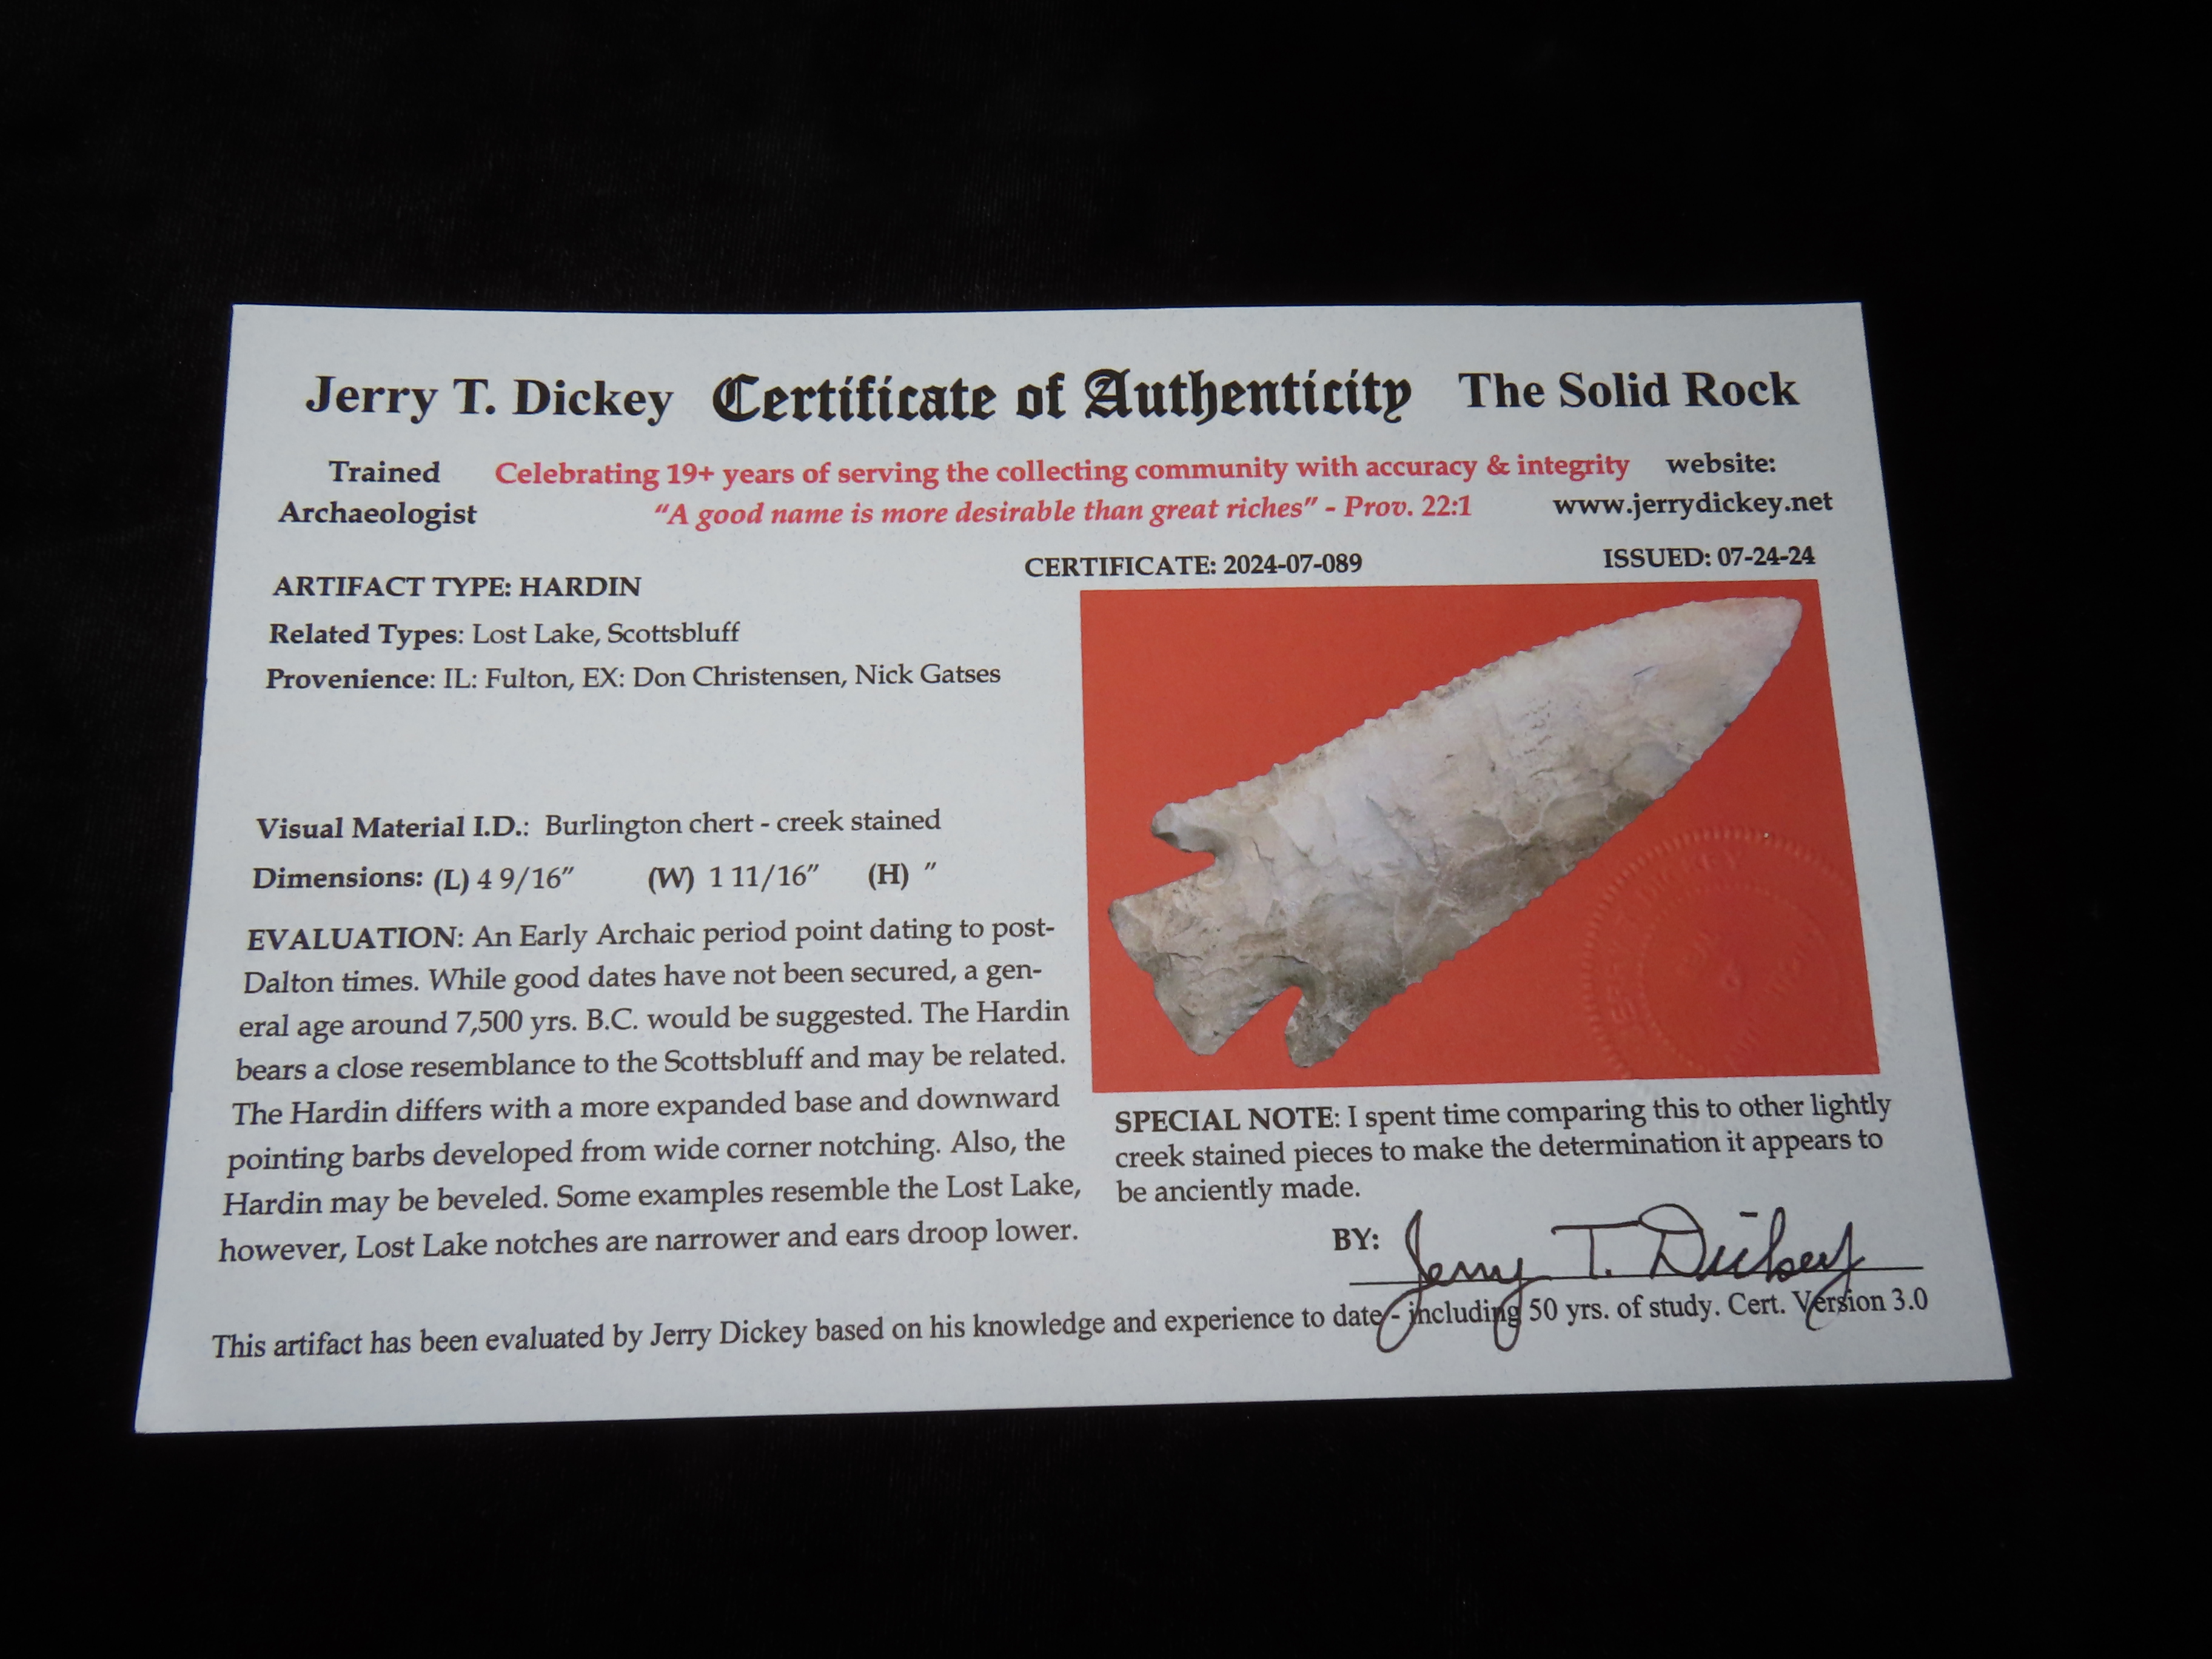 Jerry T. Dickey Certificate of Authenticity The Solid Rock
Trained Celebrating 19+ years of serving the collecting community with accuracy & integrity website:
Archaeologist "A good name is more desirable than great riches" - Prov. 22:1 www.jerrydickey.net
CERTIFICATE: 2024-07-089 ISSUED: 07-24-24
ARTIFACT TYPE: HARDIN
Related Types: Lost Lake, Scottsbluff
Provenience: IL: Fulton, EX: Don Christensen, Nick Gatses
Visual Material I.D.: Burlington chert - creek stained
Dimensions: (L) 4 9/16" (W) 1 11/16" (H) "
EVALUATION: An Early Archaic period point dating to post-
Dalton times. While good dates have not been secured, a gen-
eral age around 7,500 yrs. B.C. would be suggested. The Hardin
bears a close resemblance to the Scottsbluff and may be related.
The Hardin differs with a more expanded base and downward
pointing barbs developed from wide corner notching. Also, the
Hardin may be beveled. Some examples resemble the Lost Lake,
however, Lost Lake notches are narrower and ears droop lower.
SPECIAL NOTE: I spent time comparing this to other lightly
creek stained pieces to make the determination it appears to
be anciently made.
BY: Jerry T. Dickey
This artifact has been evaluated by Jerry Dickey based on his knowledge and experience to date - including 50 yrs. of study. Cert. Version 3.0